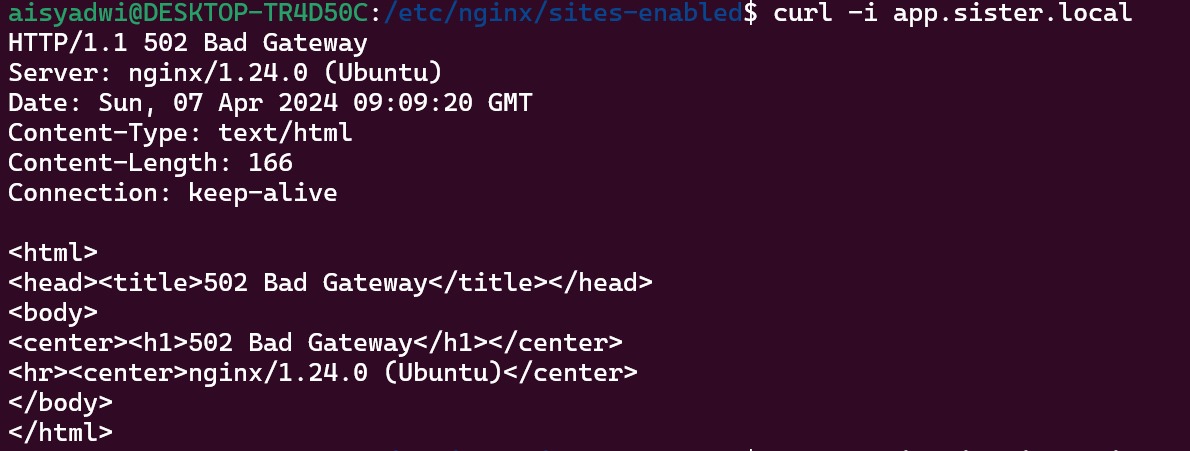 aisyadwi@DESKTOP-TR4D50C:/etc/nginx/sites-enabled$ curl -i app.sister.local
HTTP/1.1 502 Bad Gateway
Server: nginx/1.24.0 (Ubuntu)
Date: Sun, 07 Apr 2024 09:09:20 GMT
Content-Type: text/html
Content-Length: 166
Connection: keep-alive

<html>
<head><title>502 Bad Gateway</title></head>
<body>
<center><h1>502 Bad Gateway</h1></center>
<hr><center>nginx/1.24.0 (Ubuntu)</center>
</body>
</html>